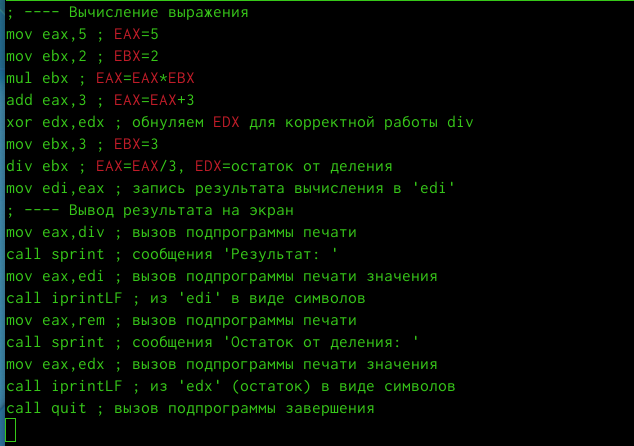 ; ---- Вычисление выражения
mov eax,5 ; EAX=5
mov ebx,2 ; EBX=2
mul ebx ; EAX=EAX*EBX
add eax,3 ; EAX=EAX+3
xor edx,edx ; обнуляем EDX для корректной работы div
mov ebx,3 ; EBX=3
div ebx ; EAX=EAX/3, EDX=остаток от деления
mov edi,eax ; запись результата вычисления в 'edi'
; ---- Вывод результата на экран
mov eax,div ; вызов подпрограммы печати
call sprint ; сообщения 'Результат: '
mov eax,edi ; вызов подпрограммы печати значения
call iprintLF ; из 'edi' в виде символов
mov eax,rem ; вызов подпрограммы печати
call sprint ; сообщения 'Остаток от деления: '
mov eax,edx ; вызов подпрограммы печати значения
call iprintLF ; из 'edx' (остаток) в виде символов
call quit ; вызов подпрограммы завершения